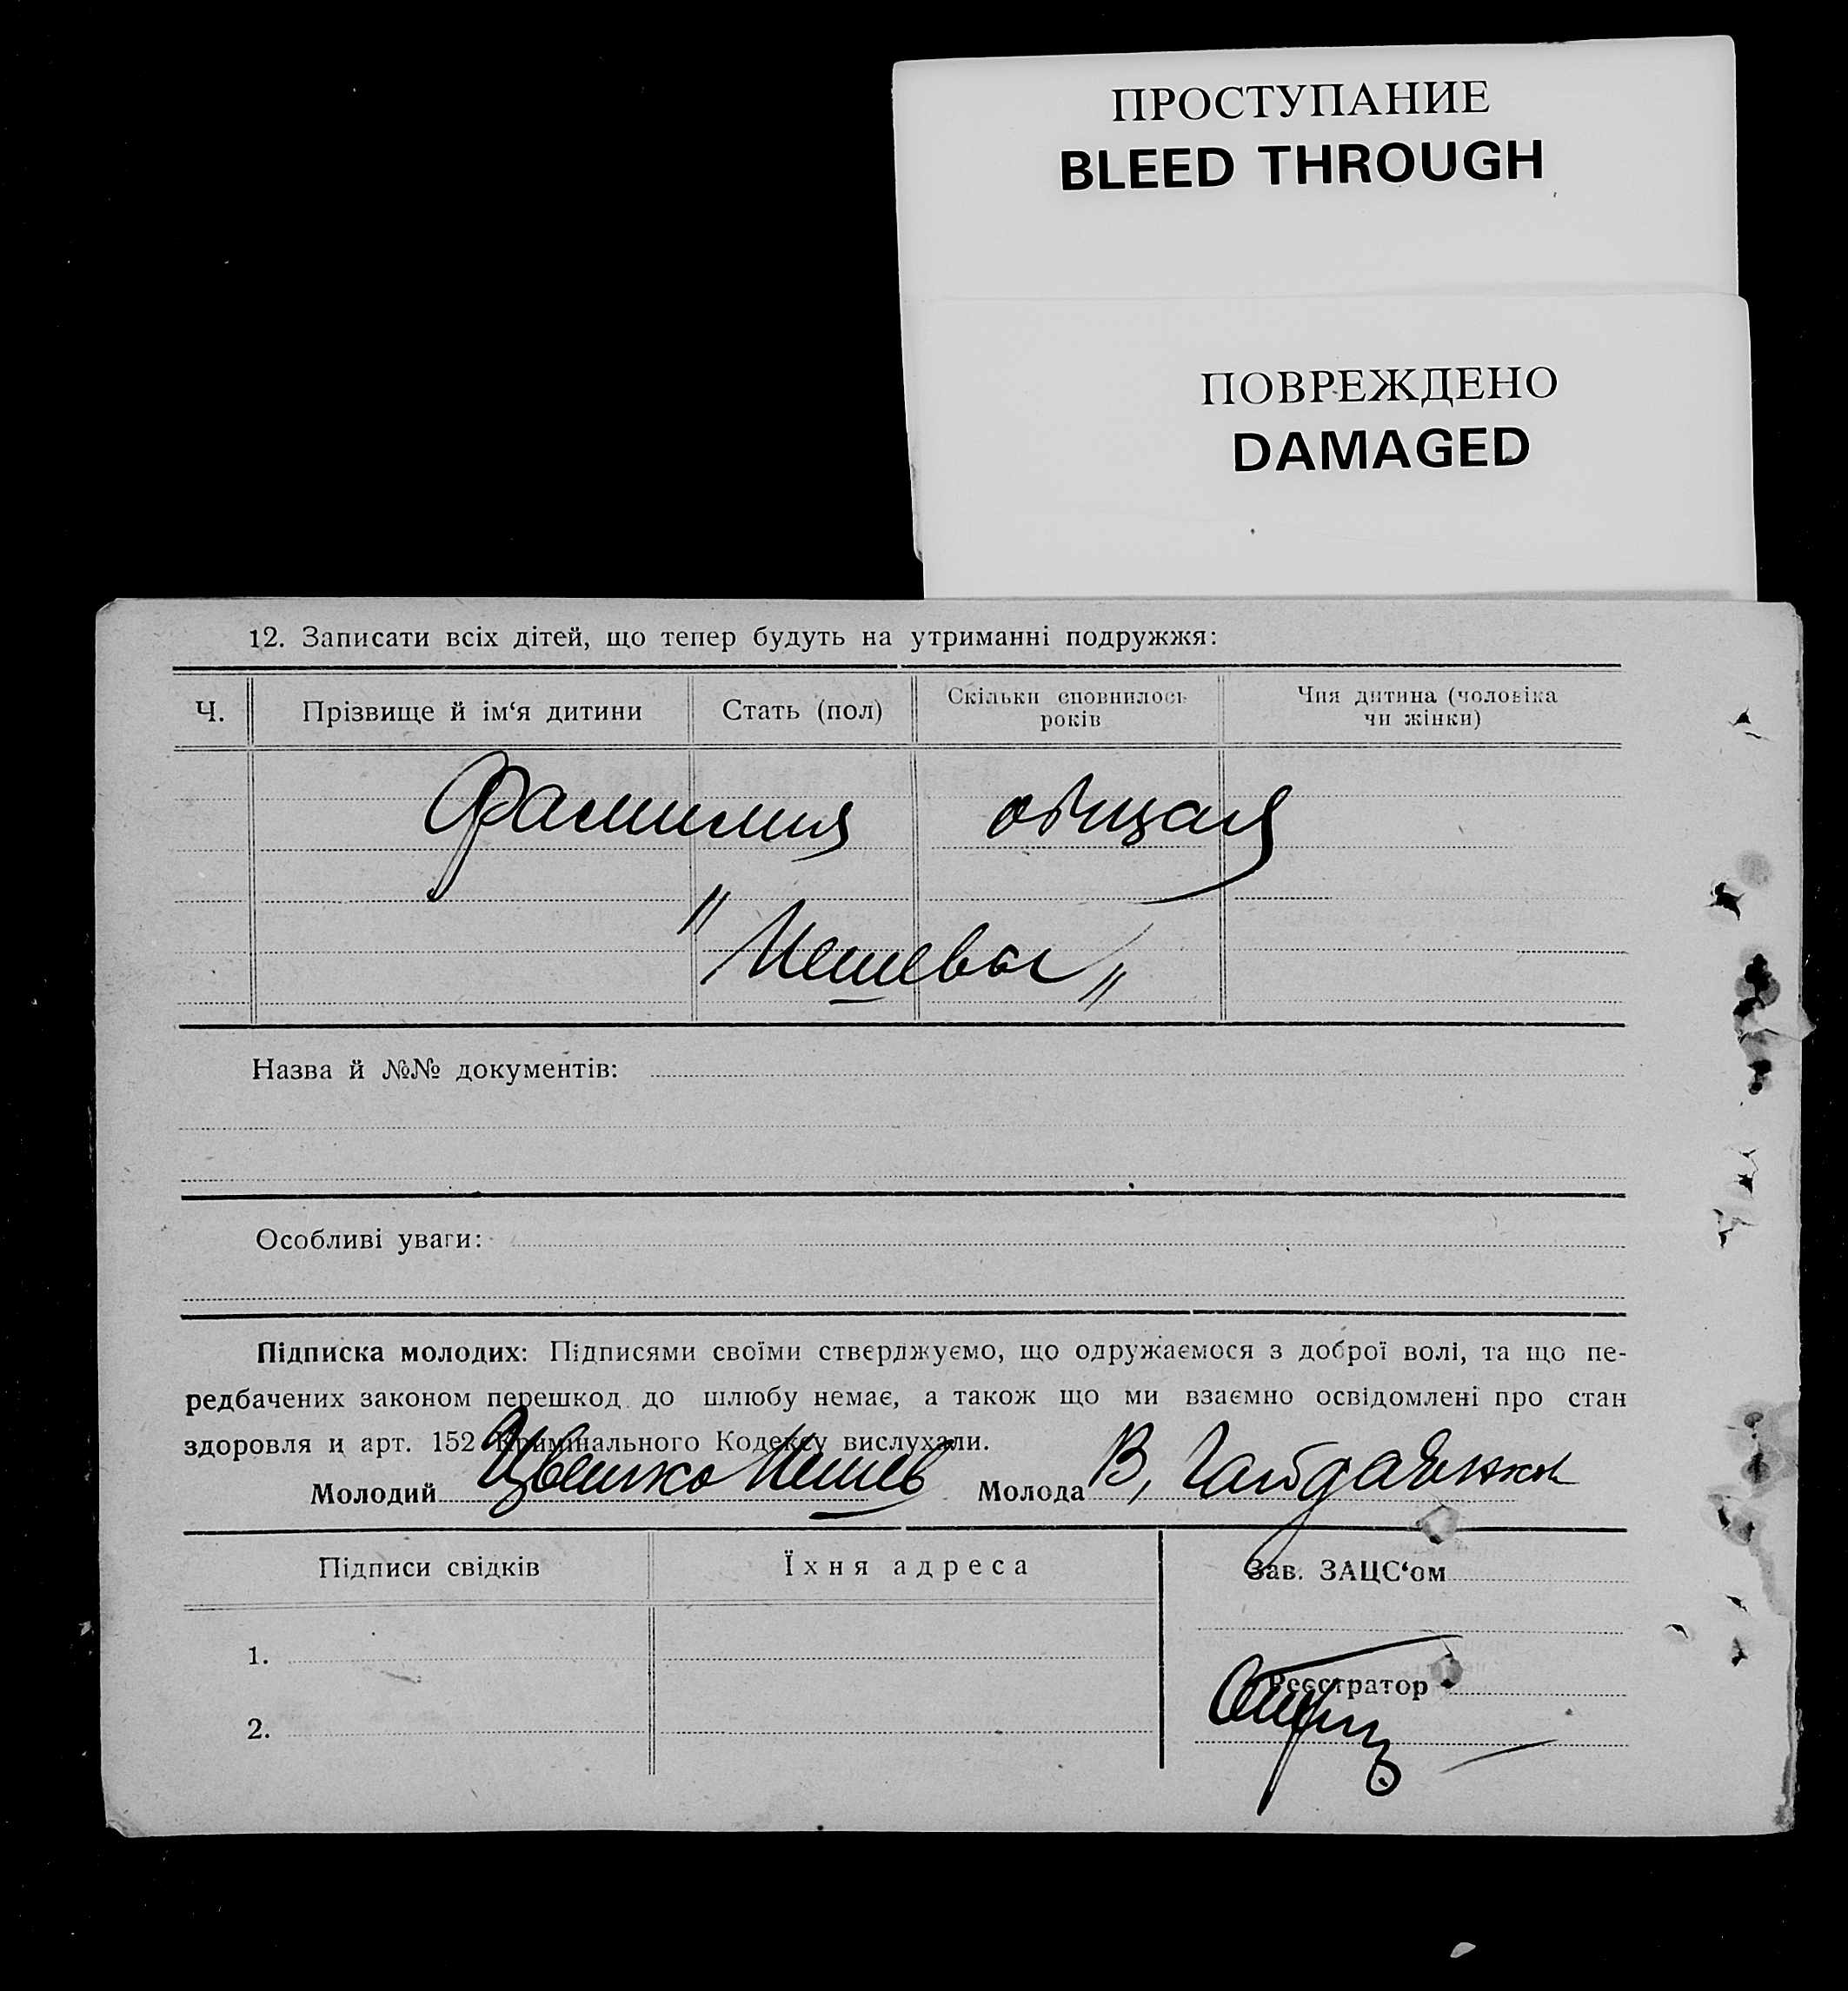 ПРОСТУПАНИЕ
BLEED THROUGH
ПОВРЕЖДЕНО
DAMAGED
12. Записати всіх дітей, що тепер будуть на утриманні подружжя:
Ч.
Прізвище й ім‘я дитини
Стать (пол)
Скільки сповнилось
років
Чия дитина (чоловіка
чи жінки)
Фамилия общая
"Нешевы"
Назва й №№ документів:
Особливі уваги:
Підписка молодих: Підписями своїми стверджуємо, що одружаємося з доброї волі, та що пе-
редбачених законом перешкод до шлюбу немає, а також що ми взаємно освідомлені про стан
здоровля и арт. 152 Кримінального Кодексу вислухали.
Молодий Цветко Нешев Молода В,
Підписи свідків
Їхня адреса
Зав. ЗАЦС‘ом
1.
Реєстратор
2.